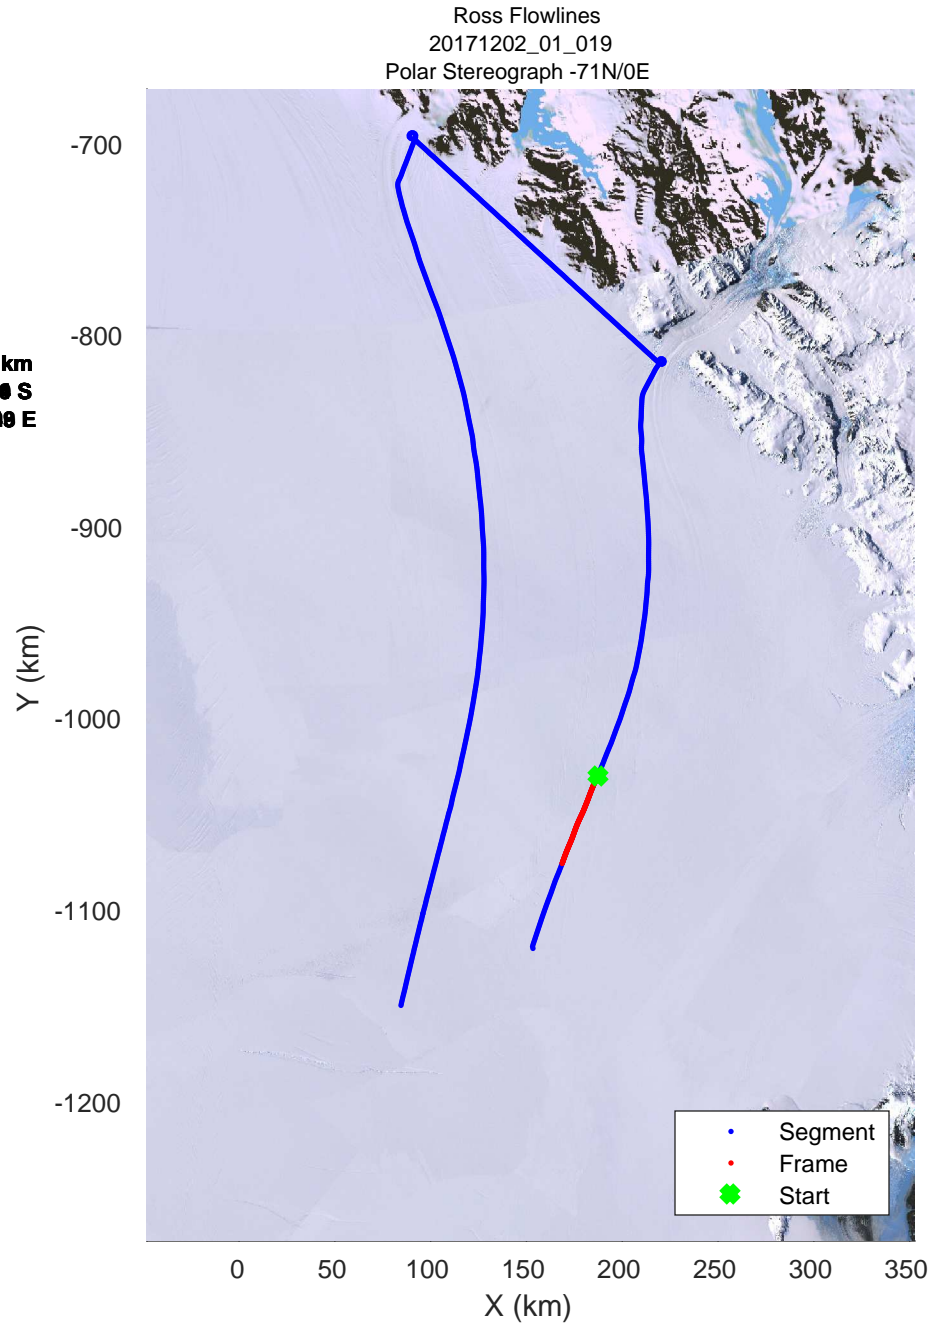 Ross Flowlines
20171202_01_019
Polar Stereograph -71N/0E
-700
-800
km
S
E
-900
Y (km)
-1000
-1100
-1200
Segment
Frame
Start
0 50 100 150 200 250 300 350
X (km)